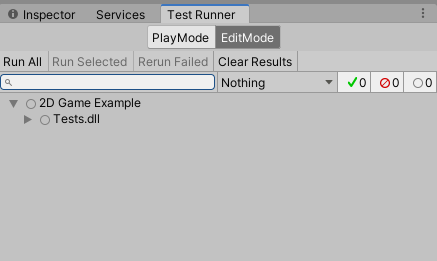 Inspector Services Test Runner
PlayMode EditMode
Run All Run Selected Rerun Failed Clear Results
Nothing 0 0 0
2D Game Example
Tests.dll